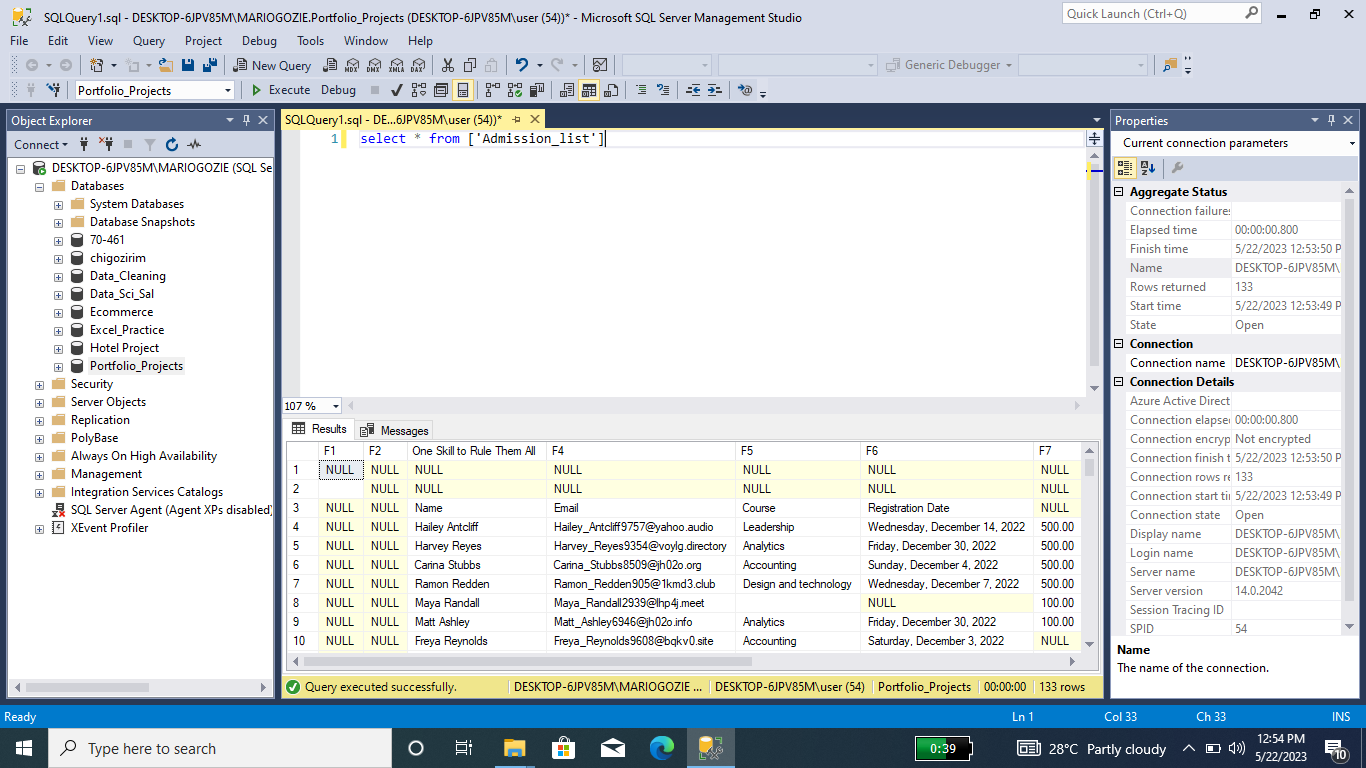 SQLQuery1.sql - DESKTOP-6JPV85M\MARIOGOZIE.Portfolio_Projects (DESKTOP-6JPV85M\user (54))* - Microsoft SQL Server Management Studio
Quick Launch (Ctrl+Q)
File Edit View Query Project Debug Tools Window Help
New Query MDX DMX XMLA DAX Generic Debugger
Portfolio_Projects Execute Debug
Object Explorer
Connect
DESKTOP-6JPV85M\MARIOGOZIE (SQL Se
Databases
System Databases
Database Snapshots
70-461
chigozirim
Data_Cleaning
Data_Sci_Sal
Ecommerce
Excel_Practice
Hotel Project
Portfolio_Projects
Security
Server Objects
Replication
PolyBase
Always On High Availability
Management
Integration Services Catalogs
SQL Server Agent (Agent XPs disabled)
XEvent Profiler
SQLQuery1.sql - DE...6JPV85M\user (54))*
1 select * from ['Admission_list']
107 %
Results Messages
F1 F2 One Skill to Rule Them All F4 F5 F6 F7
1 NULL NULL NULL NULL NULL NULL NULL
2 NULL NULL NULL NULL NULL NULL
3 NULL NULL Name Email Course Registration Date NULL
4 NULL NULL Hailey Antcliff Hailey_Antcliff9757@yahoo.audio Leadership Wednesday, December 14, 2022 500.00
5 NULL NULL Harvey Reyes Harvey_Reyes9354@voylg.directory Analytics Friday, December 30, 2022 500.00
6 NULL NULL Carina Stubbs Carina_Stubbs8509@jh02o.org Accounting Sunday, December 4, 2022 500.00
7 NULL NULL Ramon Redden Ramon_Redden905@1kmd3.club Design and technology Wednesday, December 7, 2022 500.00
8 NULL NULL Maya Randall Maya_Randall2939@lhp4j.meet NULL 100.00
9 NULL NULL Matt Ashley Matt_Ashley6946@jh02o.info Analytics Friday, December 30, 2022 100.00
10 NULL NULL Freya Reynolds Freya_Reynolds9608@bqkv0.site Accounting Saturday, December 3, 2022 NULL
Query executed successfully. DESKTOP-6JPV85M\MARIOGOZIE ... DESKTOP-6JPV85M\user (54) Portfolio_Projects 00:00:00 133 rows
Properties
Current connection parameters
Aggregate Status
Connection failures
Elapsed time 00:00:00.800
Finish time 5/22/2023 12:53:50 P
Name DESKTOP-6JPV85M\
Rows returned 133
Start time 5/22/2023 12:53:49 P
State Open
Connection
Connection name DESKTOP-6JPV85M\
Connection Details
Azure Active Direct
Connection elapse 00:00:00.800
Connection encryp Not encrypted
Connection finish t 5/22/2023 12:53:50 P
Connection rows re 133
Connection start ti 5/22/2023 12:53:49 P
Connection state Open
Display name DESKTOP-6JPV85M\
Login name DESKTOP-6JPV85M\
Server name DESKTOP-6JPV85M\
Server version 14.0.2042
Session Tracing ID
SPID 54
Name
The name of the connection.
Ready Ln 1 Col 33 Ch 33 INS
Type here to search
0:39
28°C Partly cloudy
12:54 PM
5/22/2023
10